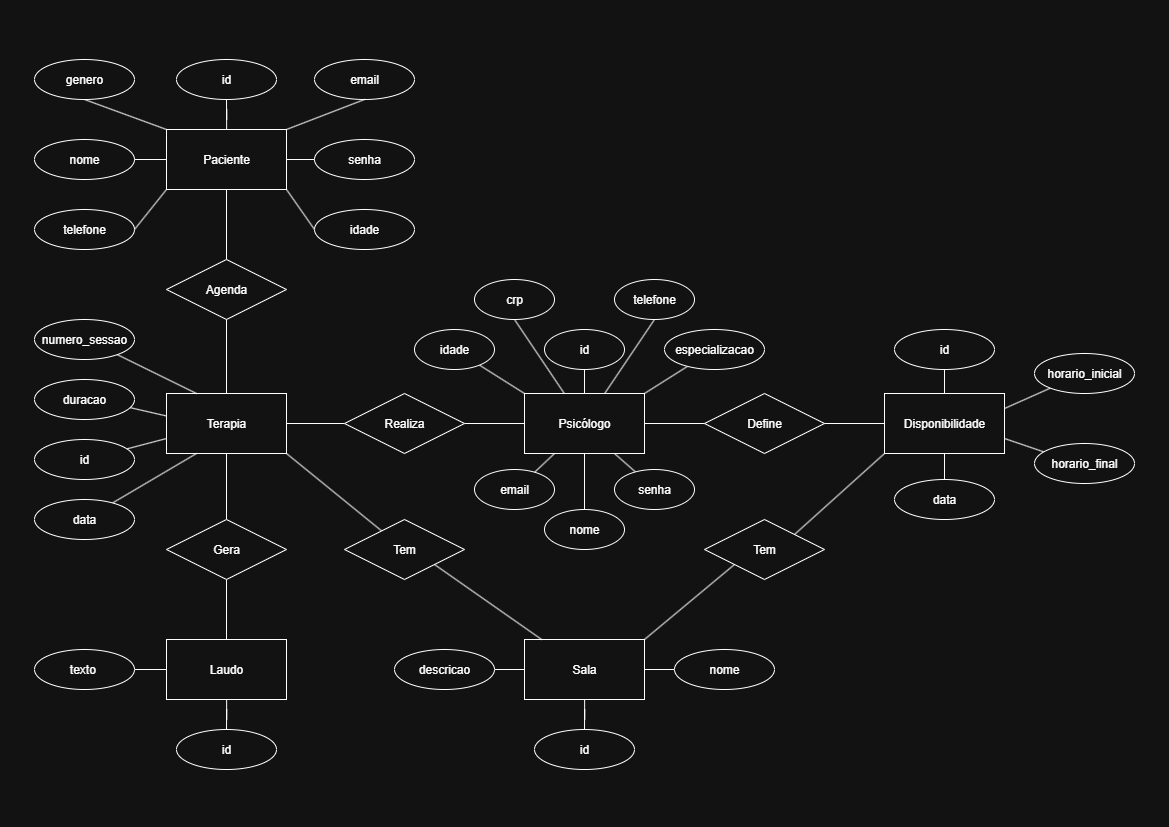 genero
id
email
nome
Paciente
senha
telefone
idade
Agenda
crp
telefone
numero_sessao
idade
id
especializacao
id
horario_inicial
duracao
Terapia
Realiza
Psicólogo
Define
Disponibilidade
id
horario_final
email
senha
data
data
nome
Gera
Tem
Tem
texto
Laudo
descricao
Sala
nome
id
id